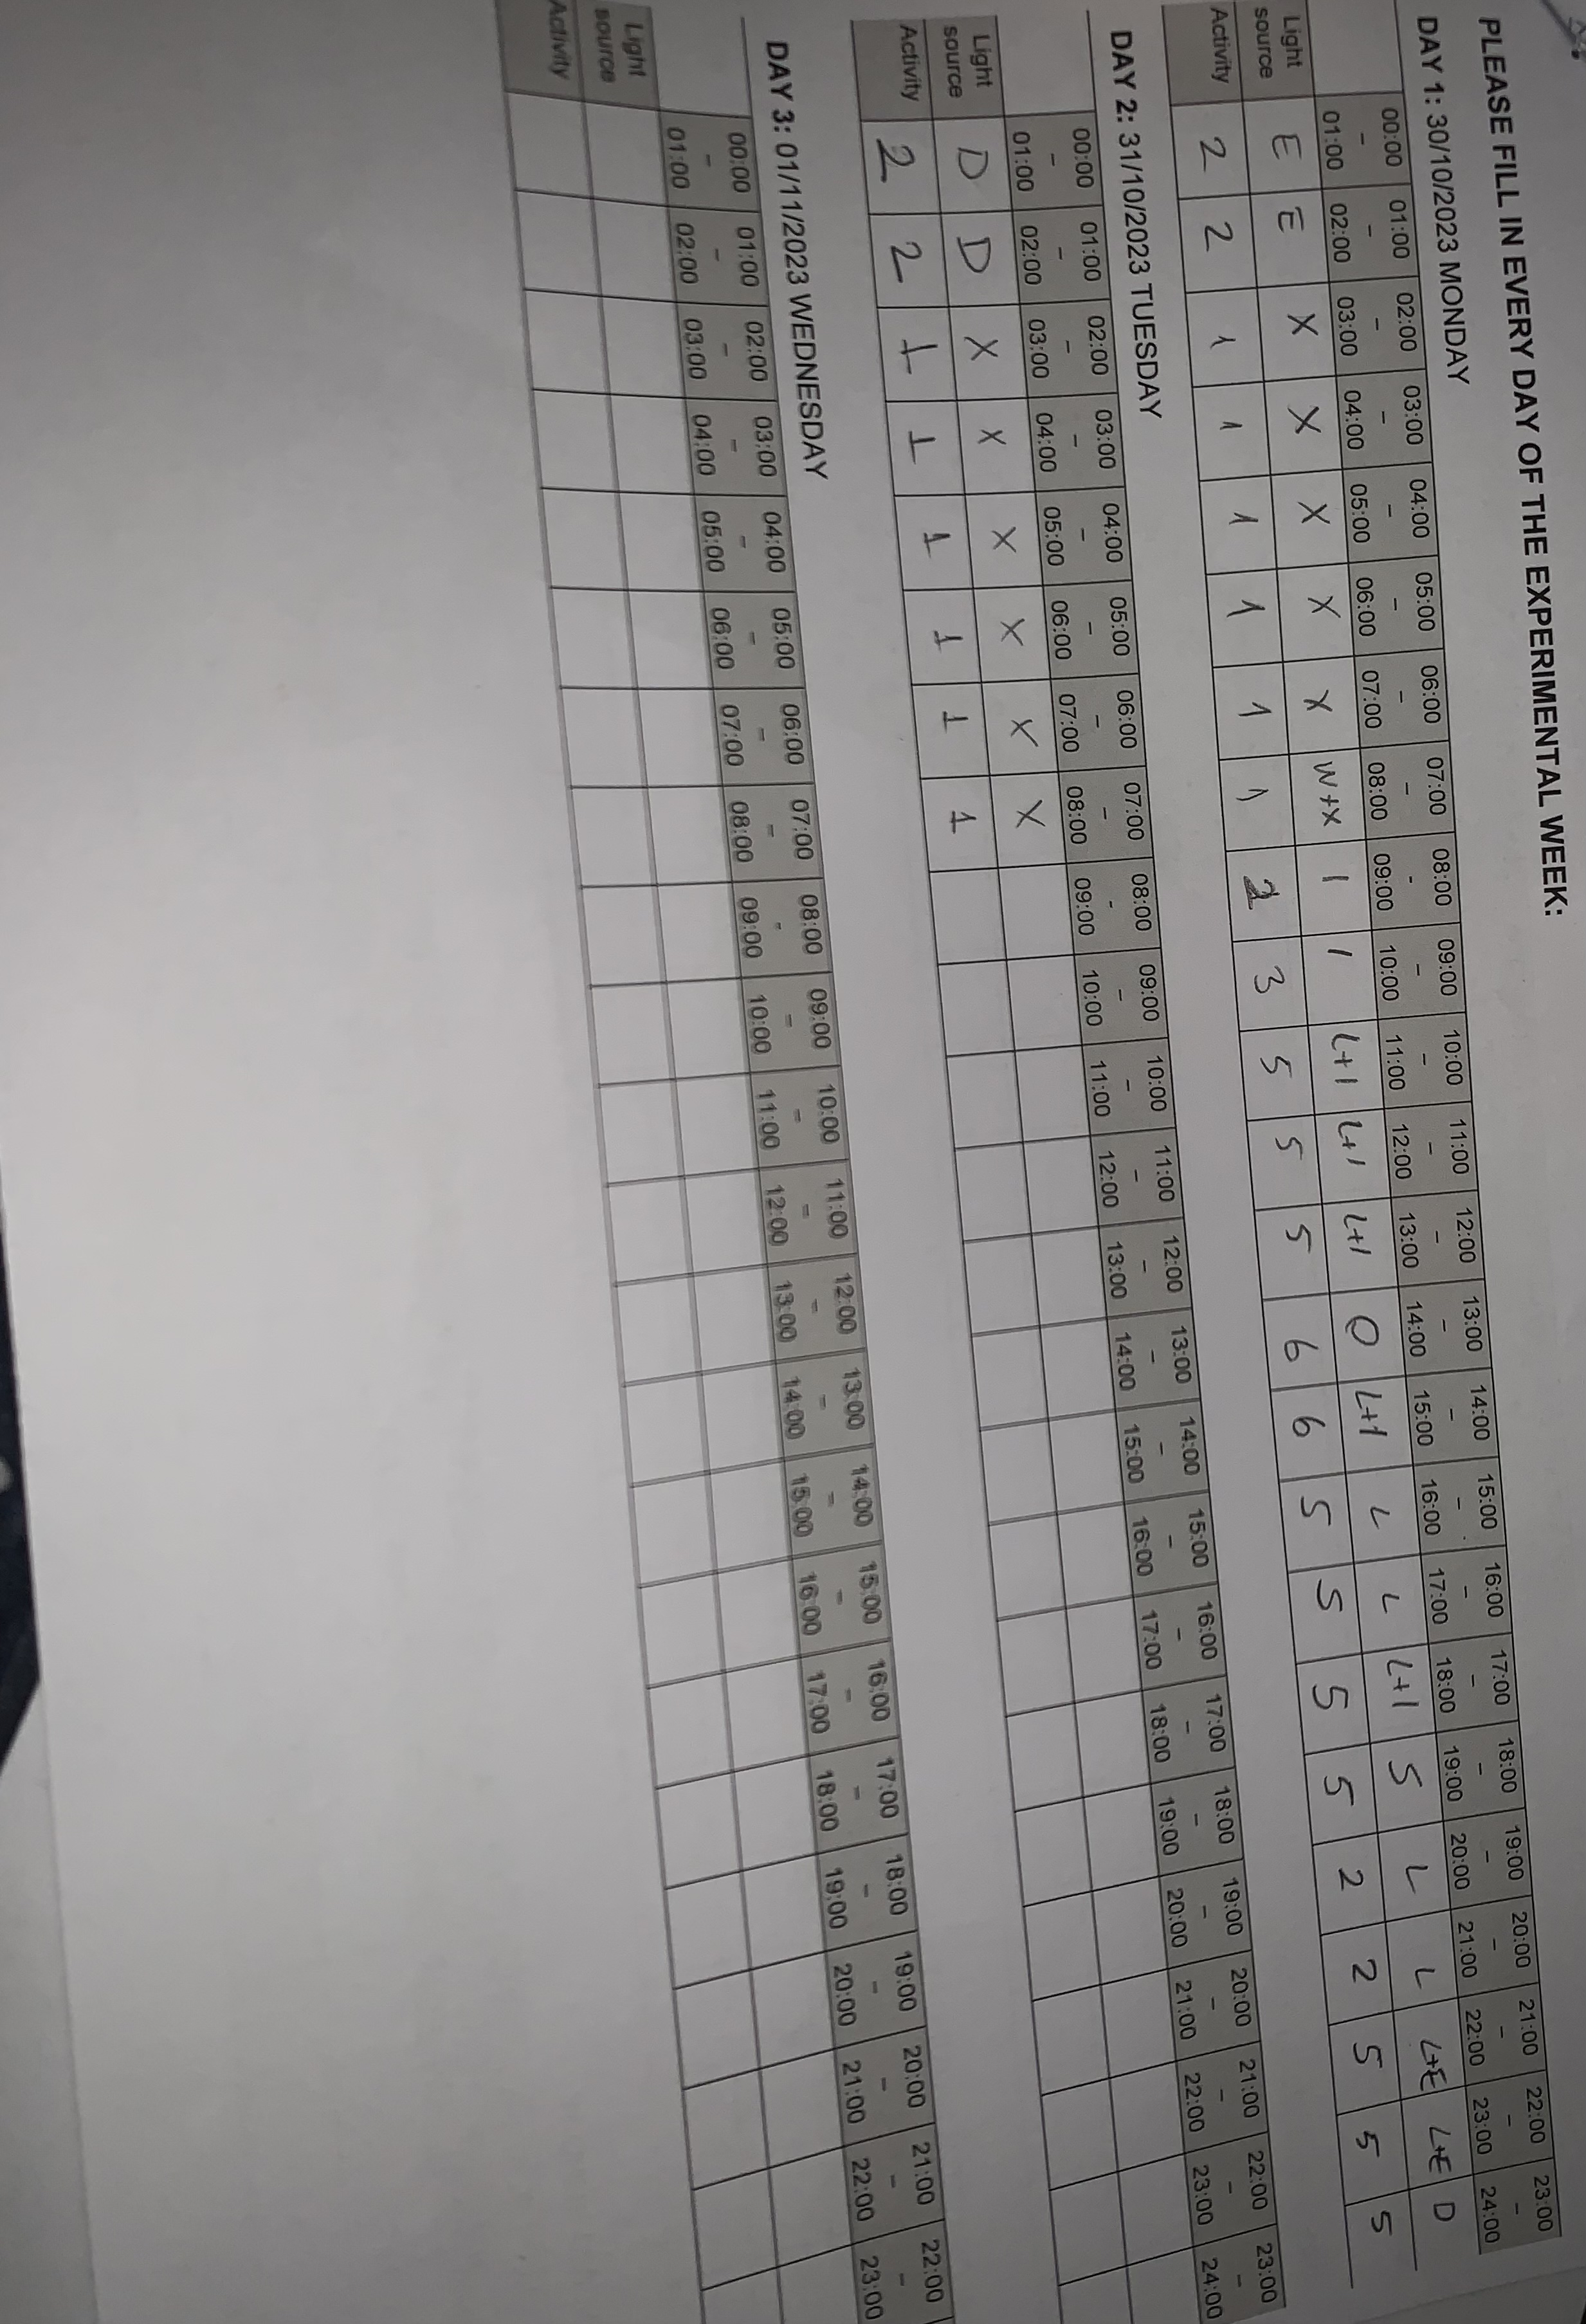 PLEASE FILL IN EVERY DAY OF THE EXPERIMENTAL WEEK:
DAY 1: 30/10/2023 MONDAY
00:00 01:00 02:00 03:00 04:00 05:00 06:00 07:00 08:00 09:00 10:00 11:00 12:00 13:00 14:00 15:00 16:00 17:00 18:00 19:00 20:00 21:00 22:00 23:00
- - - - - - - - - - - - - - - - - - - - - - - -
01:00 02:00 03:00 04:00 05:00 06:00 07:00 08:00 09:00 10:00 11:00 12:00 13:00 14:00 15:00 16:00 17:00 18:00 19:00 20:00 21:00 22:00 23:00 24:00
Light source E E X X X X X W+X I I L+I L+I L+I O L+I L L L+I S L L L+E L+E D
Activity 2 2 1 1 1 1 1 1 2 3 5 5 5 6 6 5 5 5 5 2 2 5 5 5
DAY 2: 31/10/2023 TUESDAY
00:00 01:00 02:00 03:00 04:00 05:00 06:00 07:00 08:00 09:00 10:00 11:00 12:00 13:00 14:00 15:00 16:00 17:00 18:00 19:00 20:00 21:00 22:00 23:00
- - - - - - - - - - - - - - - - - - - - - - - -
01:00 02:00 03:00 04:00 05:00 06:00 07:00 08:00 09:00 10:00 11:00 12:00 13:00 14:00 15:00 16:00 17:00 18:00 19:00 20:00 21:00 22:00 23:00 24:00
Light source D D X X X X X X
Activity 2 2 1 1 1 1 1 1
DAY 3: 01/11/2023 WEDNESDAY
00:00 01:00 02:00 03:00 04:00 05:00 06:00 07:00 08:00 09:00 10:00 11:00 12:00 13:00 14:00 15:00 16:00 17:00 18:00 19:00 20:00 21:00 22:00
- - - - - - - - - - - - - - - - - - - - - - -
01:00 02:00 03:00 04:00 05:00 06:00 07:00 08:00 09:00 10:00 11:00 12:00 13:00 14:00 15:00 16:00 17:00 18:00 19:00 20:00 21:00 22:00 23:00
Light source
Activity